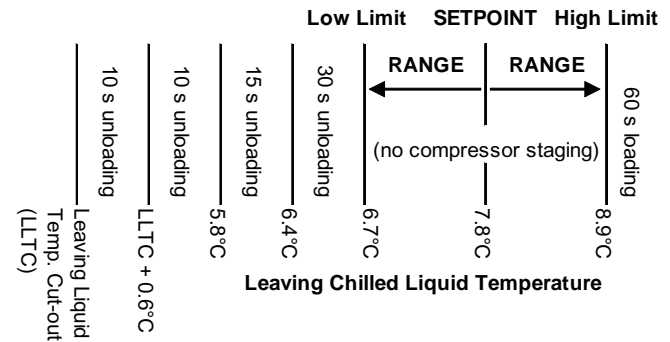 Low Limit SETPOINT High Limit
RANGE RANGE
10 s unloading
10 s unloading
15 s unloading
30 s unloading
(no compressor staging)
60 s loading
Leaving Liquid
Temp. Cut-out
(LLTC)
LLTC + 0.6°C
5.8°C
6.4°C
6.7°C
7.8°C
8.9°C
Leaving Chilled Liquid Temperature